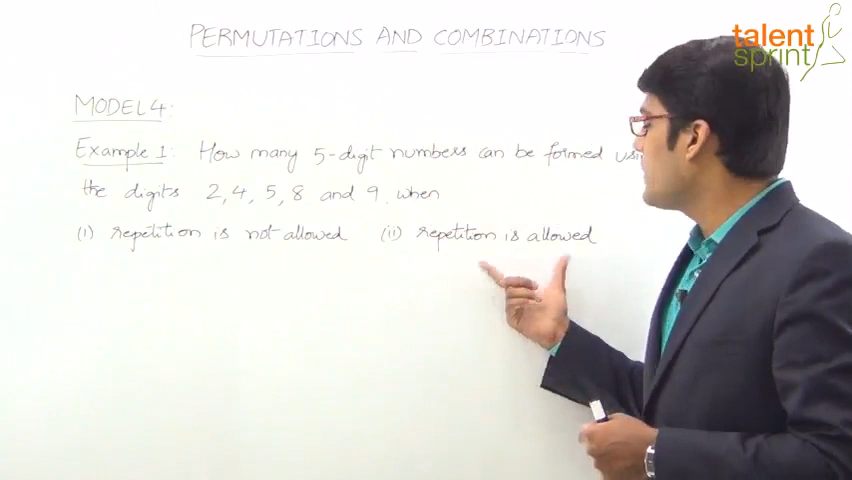 PERMUTATIONS AND COMBINATIONS
talent
sprint
MODEL 4:
Example 1: How many 5-digit numbers can be formed
the digits 2, 4, 5, 8 and 9 when
(i) repetition is not allowed (ii) repetition is allowed